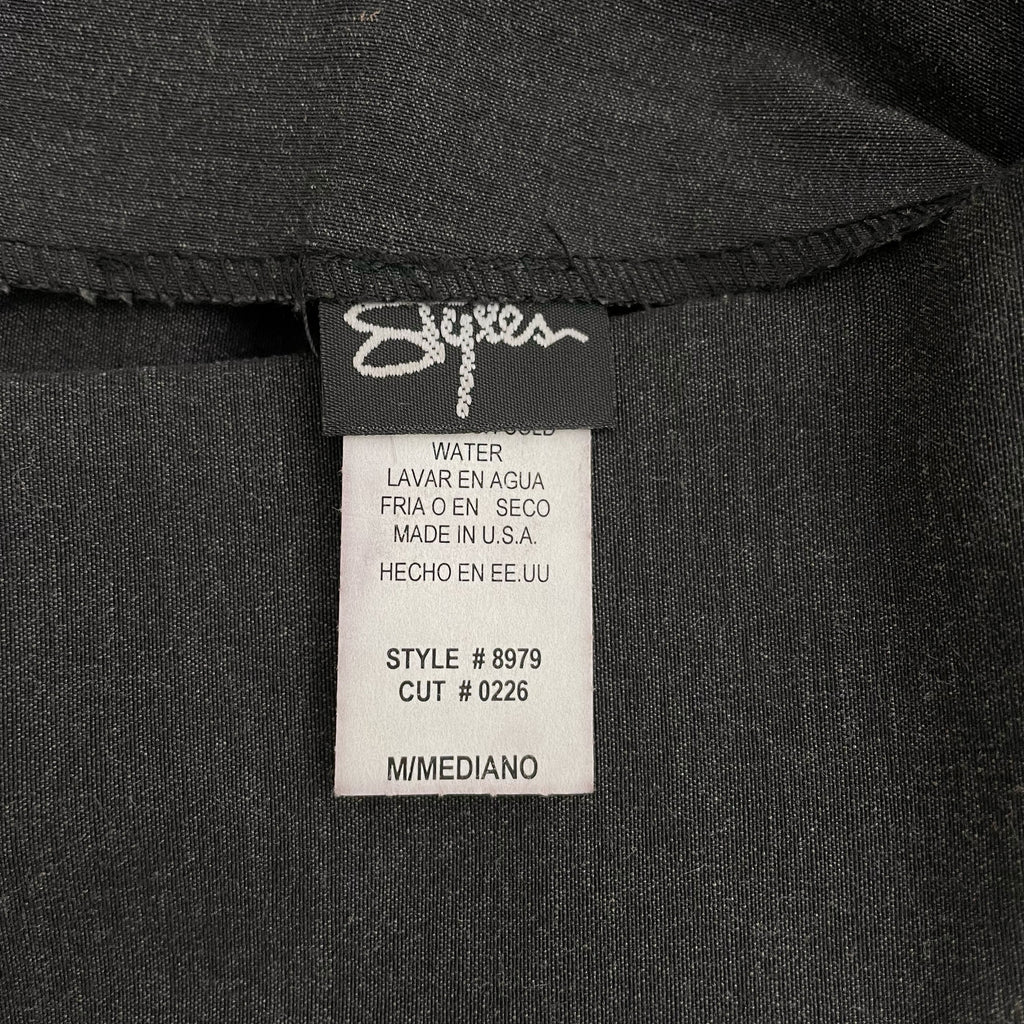 Styles
WATER
LAVAR EN AGUA
FRIA O EN SECO
MADE IN U.S.A.
HECHO EN EE.UU
STYLE # 8979
CUT # 0226
M/MEDIANO